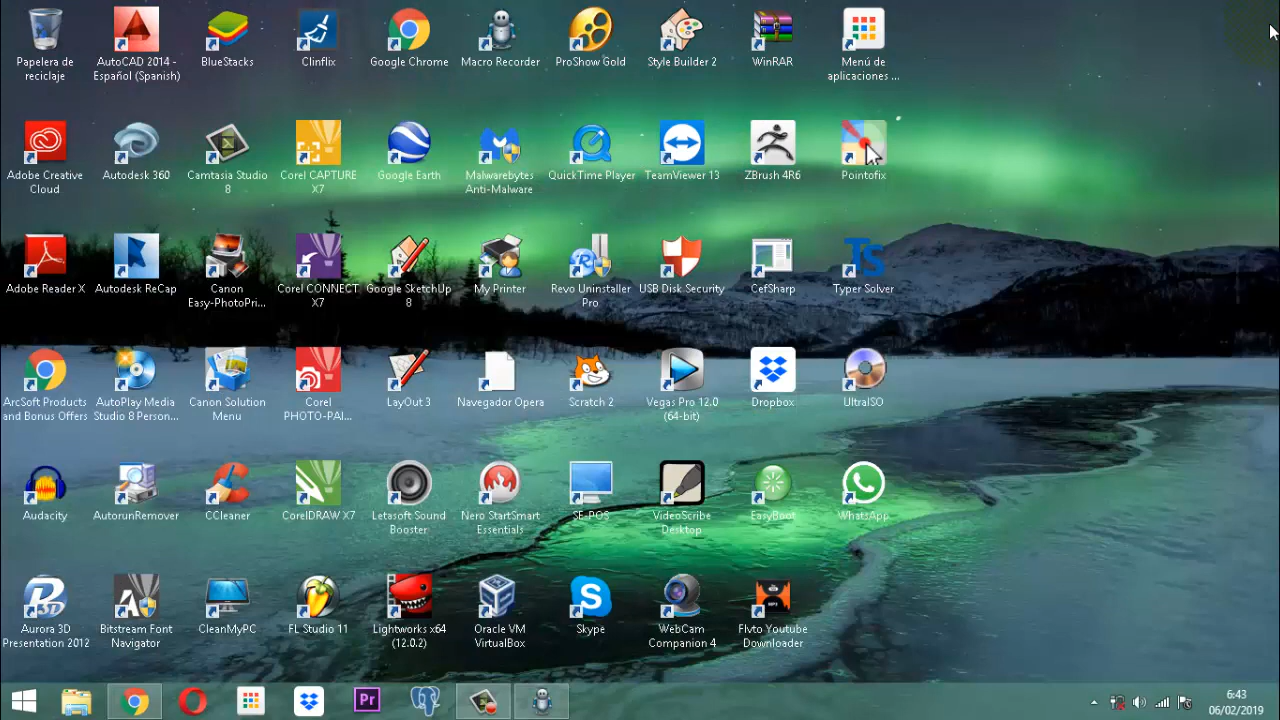 Papelera de
reciclaje
AutoCAD 2014 -
Español (Spanish)
BlueStacks
Clinflix
Google Chrome
Macro Recorder
ProShow Gold
Style Builder 2
WinRAR
Menú de
aplicaciones ...
Adobe Creative
Cloud
Autodesk 360
Camtasia Studio
8
Corel CAPTURE
X7
Google Earth
Malwarebytes
Anti-Malware
QuickTime Player
TeamViewer 13
ZBrush 4R6
Pointofix
Adobe Reader X
Autodesk ReCap
Canon
Easy-PhotoPri...
Corel CONNECT
X7
Google SketchUp
8
My Printer
Revo Uninstaller
Pro
USB Disk Security
CefSharp
Ts
Typer Solver
ArcSoft Products
and Bonus Offers
AutoPlay Media
Studio 8 Person...
Canon Solution
Menu
Corel
PHOTO-PAI...
LayOut 3
Navegador Opera
Scratch 2
Vegas Pro 12.0
(64-bit)
Dropbox
UltraISO
Audacity
AutorunRemover
CCleaner
CorelDRAW X7
Letasoft Sound
Booster
Nero StartSmart
Essentials
SE-POS
VideoScribe
Desktop
EasyBoot
WhatsApp
Aurora 3D
Presentation 2012
Bitstream Font
Navigator
CleanMyPC
FL Studio 11
Lightworks x64
(12.0.2)
Oracle VM
VirtualBox
Skype
WebCam
Companion 4
Flvto Youtube
Downloader
Pr
6:43
06/02/2019